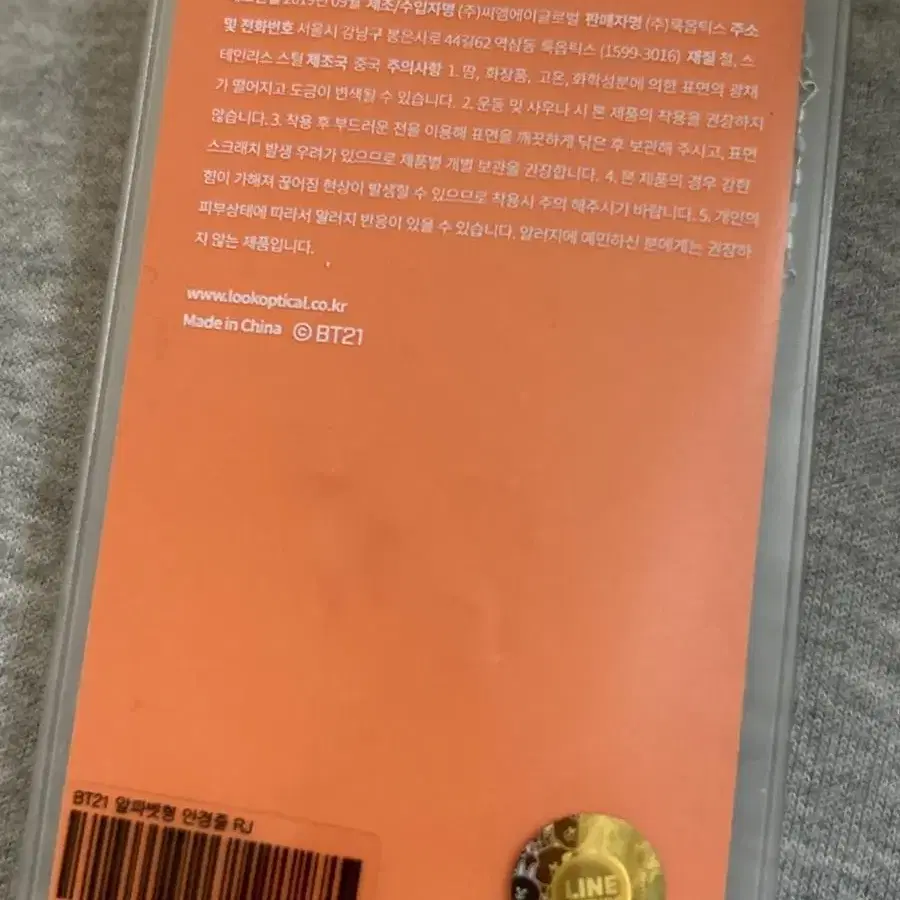 2019년 09월 제조/수입자명 (주)씨엠에이글로벌 판매자명 (주)룩옵틱스 주소
및 전화번호 서울시 강남구 봉은사로 44길62 역삼동 룩옵틱스 (1599-3016) 재질 철, 스
테인리스 스틸 제조국 중국 주의사항 1. 땀, 화장품, 고온, 화학성분에 의한 표면의 광채
가 떨어지고 도금이 변색될 수 있습니다. 2. 운동 및 사우나 시 본 제품의 착용을 권장하지
않습니다. 3. 착용 후 부드러운 천을 이용해 표면을 깨끗하게 닦은 후 보관해 주시고, 표면
스크래치 발생 우려가 있으므로 제품별 개별 보관을 권장합니다. 4. 본 제품의 경우 강한
힘이 가해져 끊어짐 현상이 발생할 수 있으므로 착용시 주의 해주시기 바랍니다. 5. 개인의
피부상태에 따라서 알러지 반응이 있을 수 있습니다. 알러지에 예민하신 분에게는 권장하
지 않는 제품입니다.
www.lookoptical.co.kr
Made in China ©BT21
BT21 알파벳형 안경줄 RJ
LINE